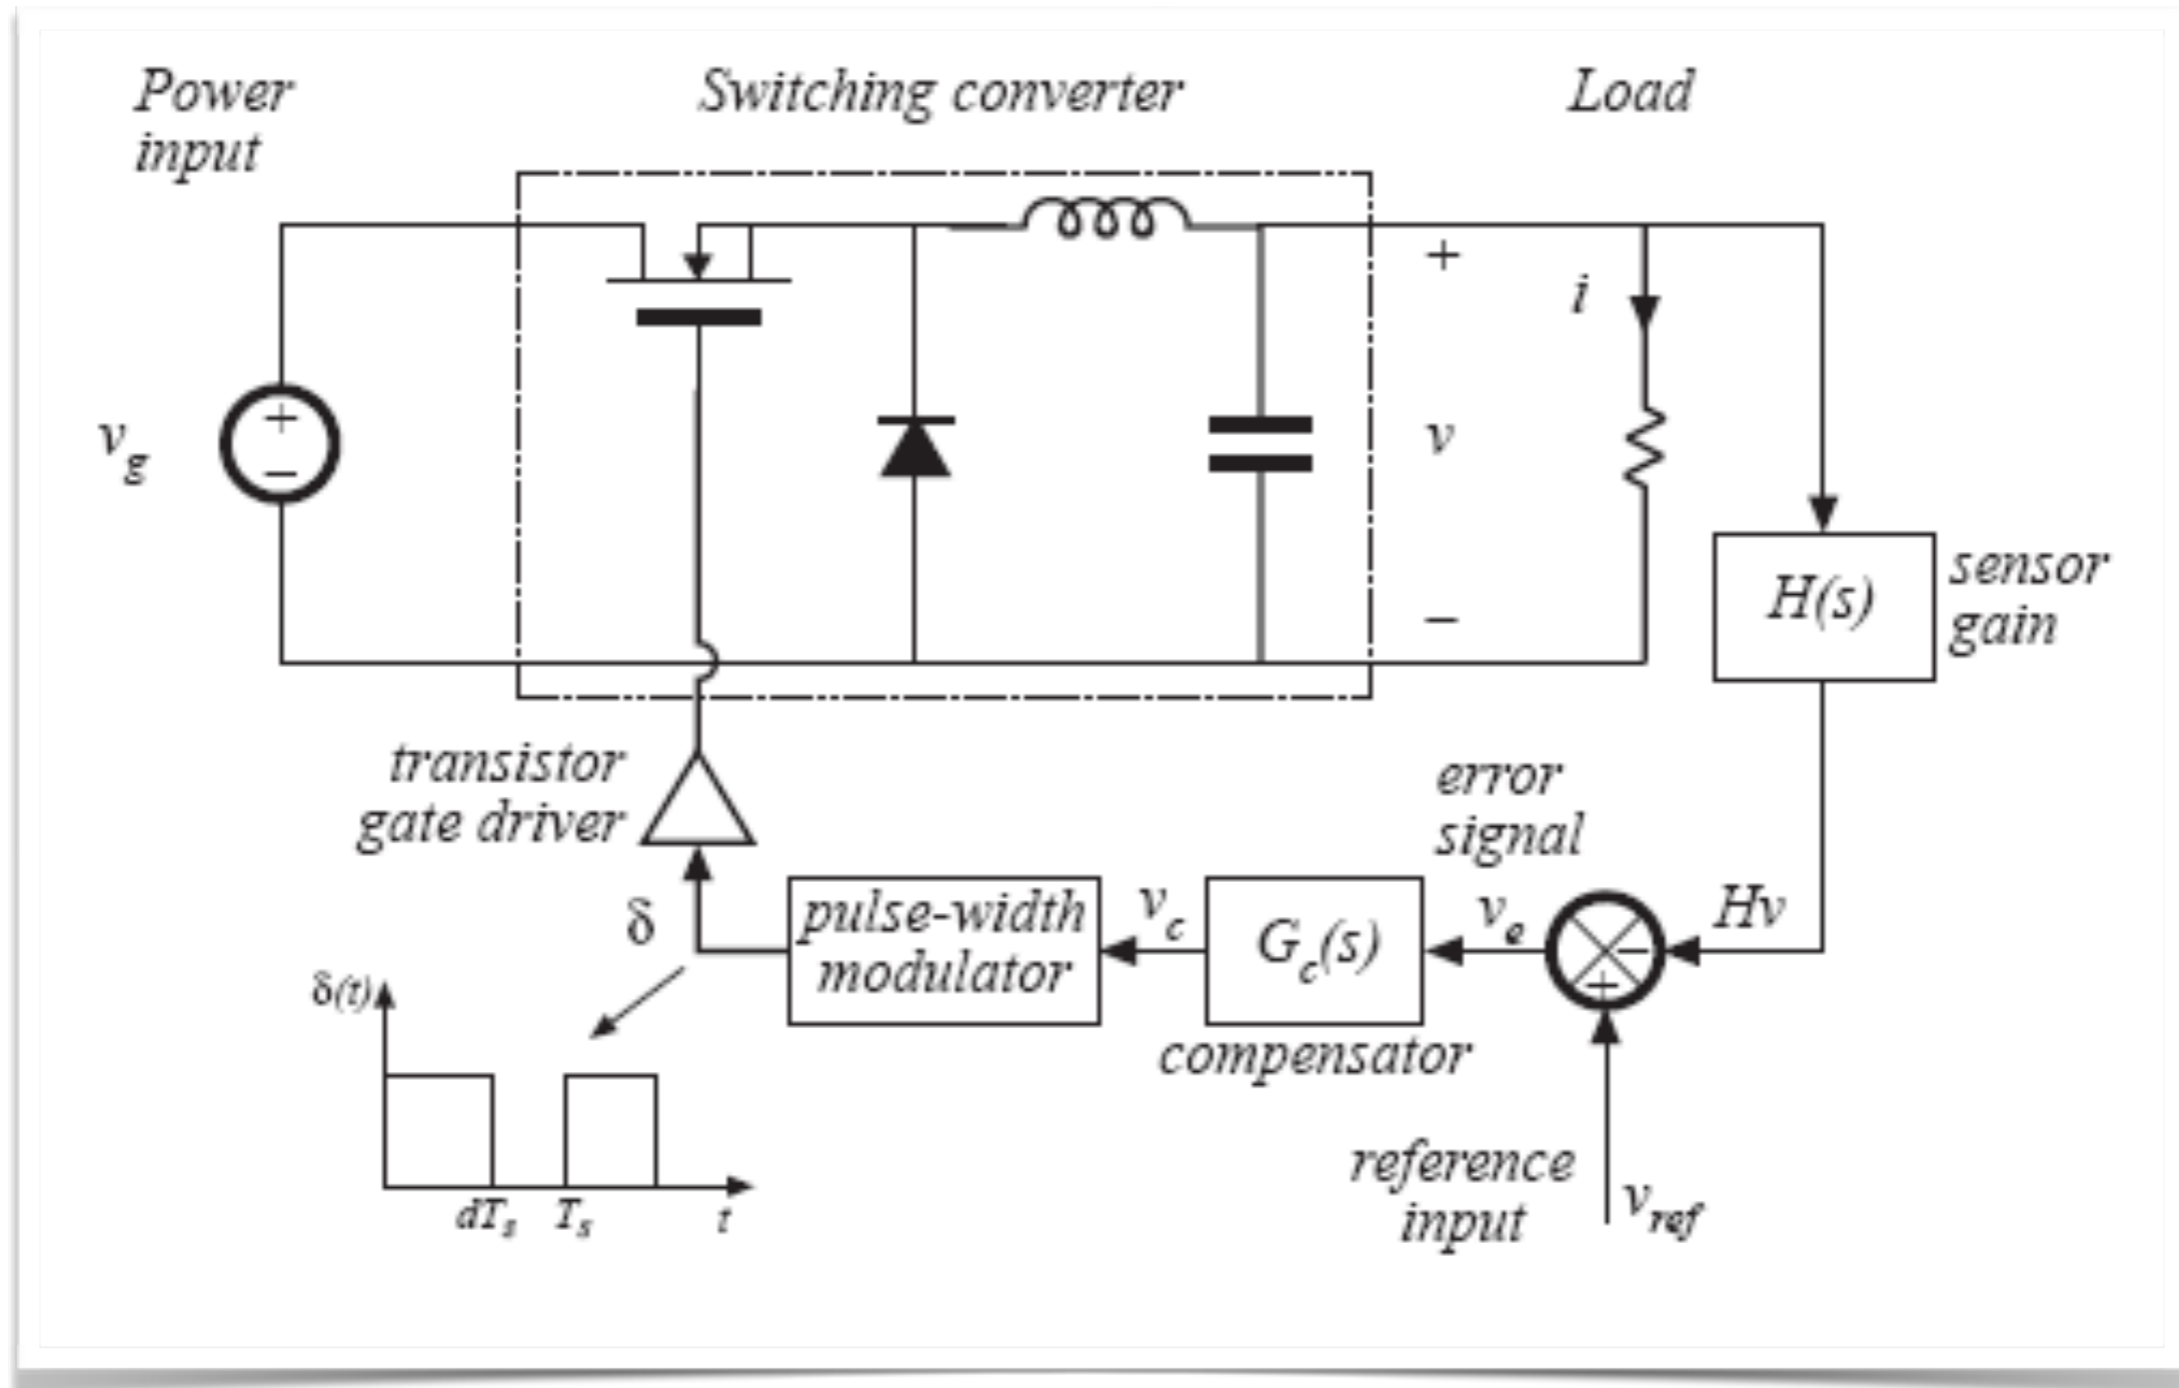 Power
input
Switching converter
Load
+
i
+
−
v_g
v
−
H(s)
sensor
gain
transistor
gate driver
error
signal
δ
pulse-width
modulator
v_c
G_c(s)
v_e
−
+
Hv
compensator
δ(t)
dT_s
T_s
t
reference
input
v_ref